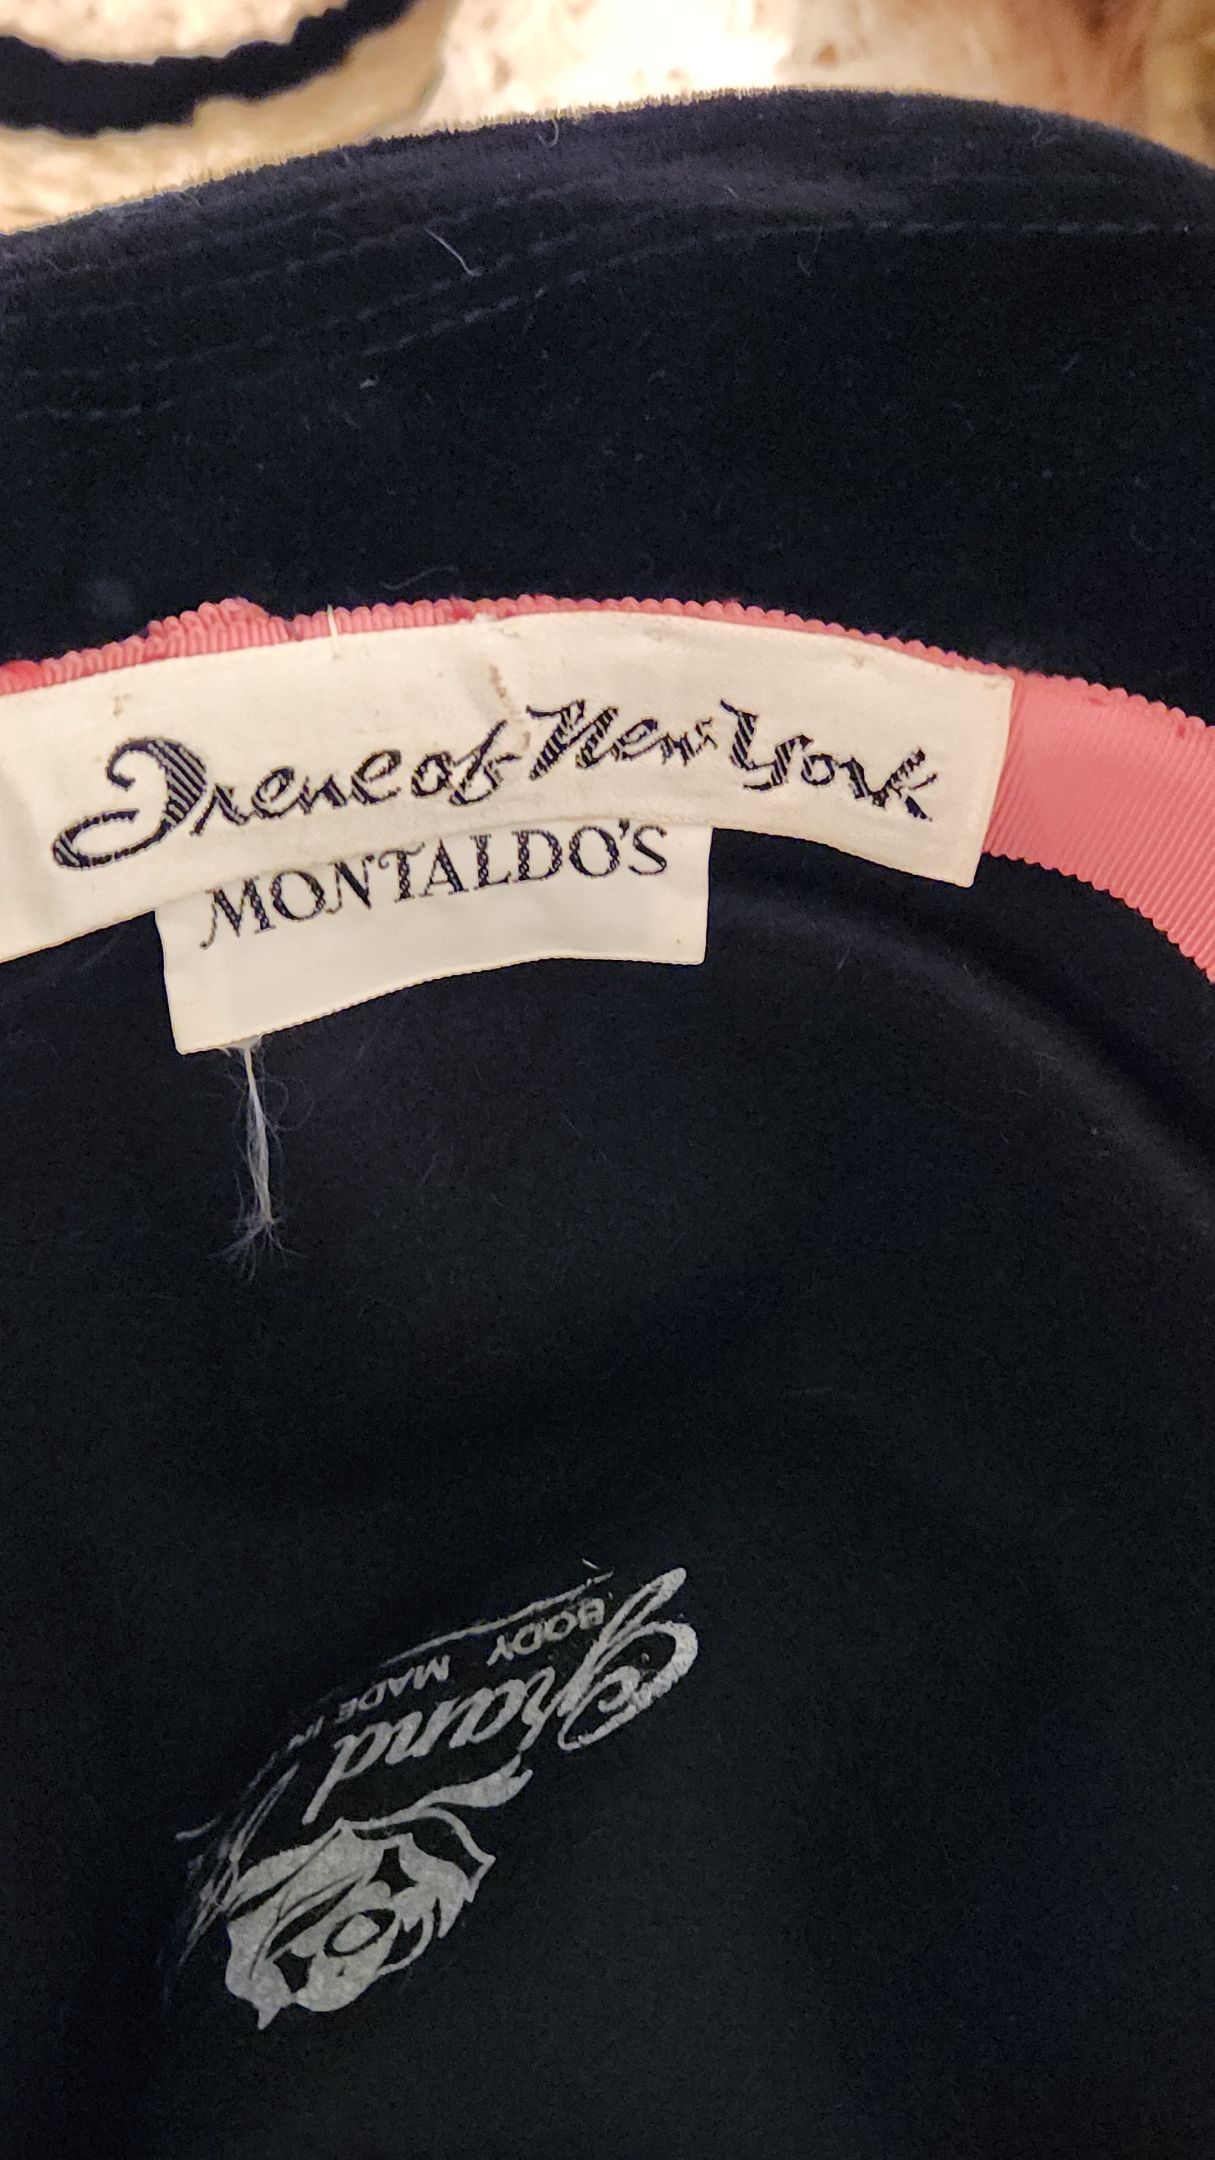 Irene of New York
MONTALDO'S
Grand
BODY MADE IN